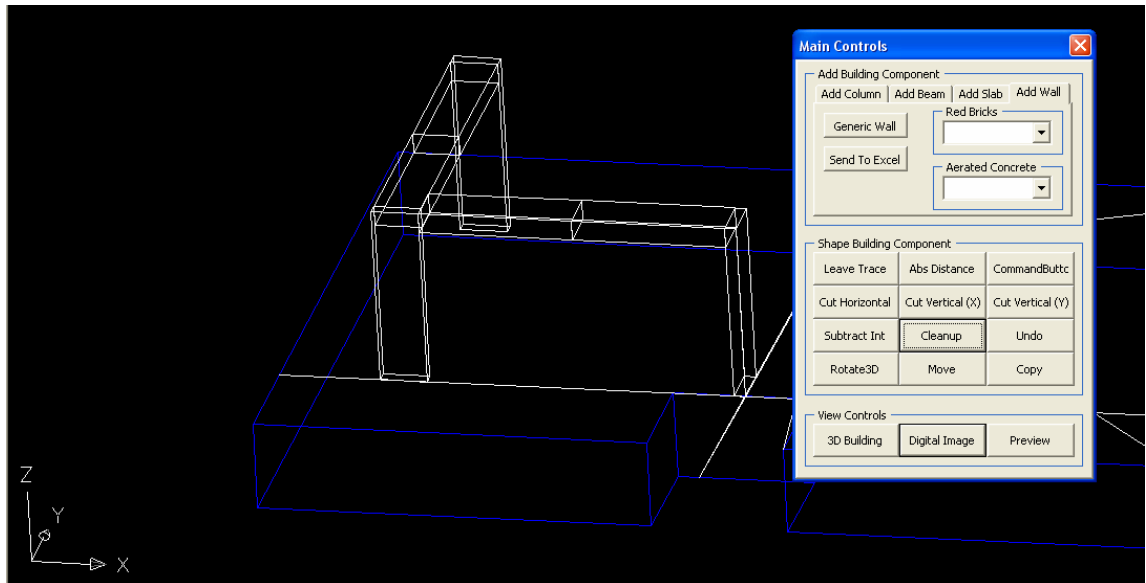 Main Controls
Add Building Component
Add Column Add Beam Add Slab Add Wall
Generic Wall
Red Bricks
Send To Excel
Aerated Concrete
Shape Building Component
Leave Trace Abs Distance CommandButtc
Cut Horizontal Cut Vertical (X) Cut Vertical (Y)
Subtract Int Cleanup Undo
Rotate3D Move Copy
View Controls
3D Building Digital Image Preview
Z
Y
X